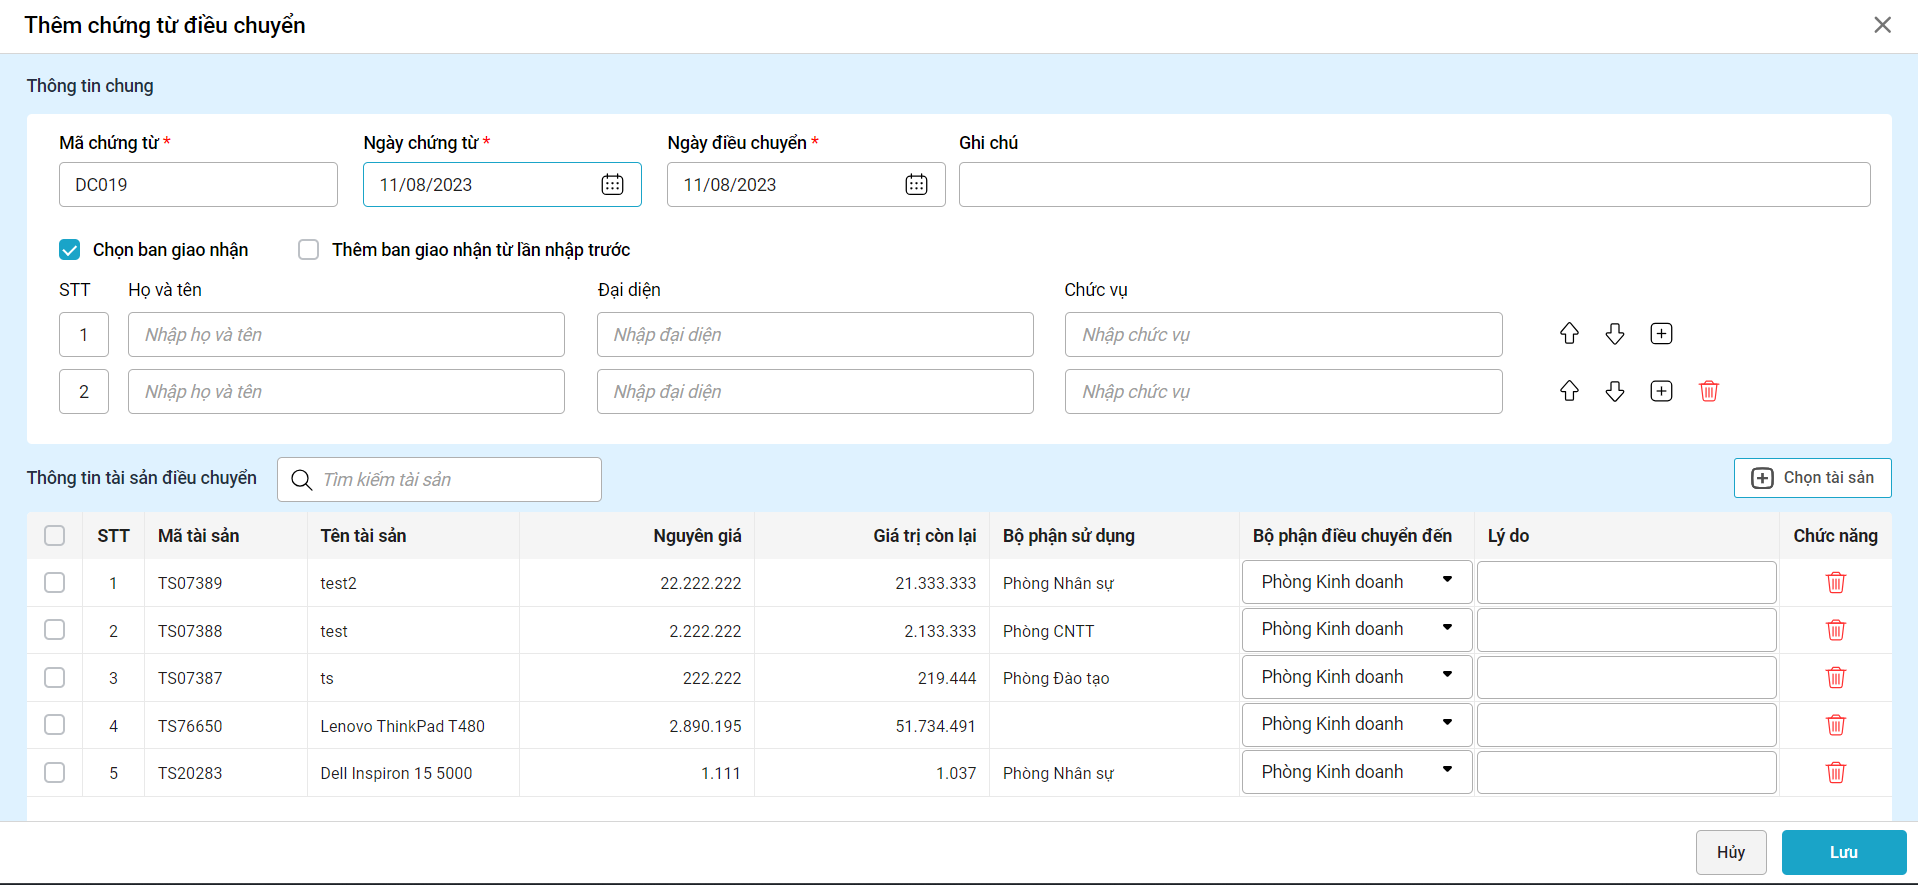 Thêm chứng từ điều chuyển
Thông tin chung
Mã chứng từ * Ngày chứng từ * Ngày điều chuyển * Ghi chú
DC019 11/08/2023 11/08/2023
Chọn ban giao nhận Thêm ban giao nhận từ lần nhập trước
STT Họ và tên Đại diện Chức vụ
1 Nhập họ và tên Nhập đại diện Nhập chức vụ
2 Nhập họ và tên Nhập đại diện Nhập chức vụ
Thông tin tài sản điều chuyển Tìm kiếm tài sản Chọn tài sản
STT Mã tài sản Tên tài sản Nguyên giá Giá trị còn lại Bộ phận sử dụng Bộ phận điều chuyển đến Lý do Chức năng
1 TS07389 test2 22.222.222 21.333.333 Phòng Nhân sự Phòng Kinh doanh
2 TS07388 test 2.222.222 2.133.333 Phòng CNTT Phòng Kinh doanh
3 TS07387 ts 222.222 219.444 Phòng Đào tạo Phòng Kinh doanh
4 TS76650 Lenovo ThinkPad T480 2.890.195 51.734.491 Phòng Kinh doanh
5 TS20283 Dell Inspiron 15 5000 1.111 1.037 Phòng Nhân sự Phòng Kinh doanh
Hủy Lưu